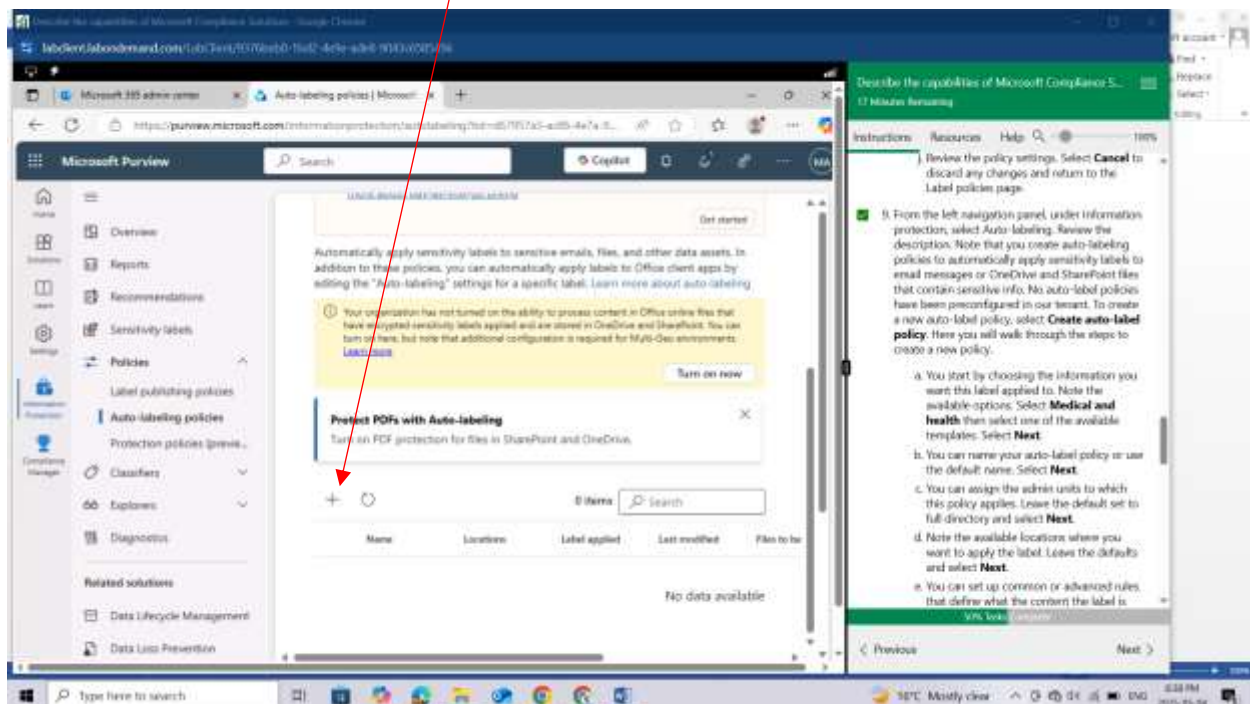 Describe the capabilities of Microsoft Compliance Solutions - Google Chrome
Microsoft 365 admin center
Auto-labeling policies | Microsoft
Microsoft Purview
Search
Copilot
MA
Home
Solutions
Learn
Settings
Information Protection
Compliance Manager
Overview
Reports
Recommendations
Sensitivity labels
Policies
Label publishing policies
Auto-labeling policies
Protection policies (previe...
Classifiers
Explorers
Diagnostics
Related solutions
Data Lifecycle Management
Data Loss Prevention
Get started
Automatically apply sensitivity labels to sensitive emails, files, and other data assets. In
addition to these policies, you can automatically apply labels to Office client apps by
editing the "Auto-labeling" settings for a specific label. Learn more about auto-labeling
Your organization has not turned on the ability to process content in Office online files that
have encrypted sensitivity labels applied and are stored in OneDrive and SharePoint. You can
turn on here, but note that additional configuration is required for Multi-Geo environments.
Learn more
Turn on now
Protect PDFs with Auto-labeling
Turn on PDF protection for files in SharePoint and OneDrive.
0 items
Search
Name
Locations
Label applied
Last modified
Files to be
No data available
Describe the capabilities of Microsoft Compliance S...
17 Minutes Remaining
Instructions
Resources
Help
100%
Review the policy settings. Select Cancel to
discard any changes and return to the
Label policies page.
9. From the left navigation panel, under Information
protection, select Auto-labeling. Review the
description. Note that you create auto-labeling
policies to automatically apply sensitivity labels to
email messages or OneDrive and SharePoint files
that contain sensitive info. No auto-label policies
have been preconfigured in our tenant. To create
a new auto-label policy, select Create auto-label
policy. Here you will walk through the steps to
create a new policy.
a. You start by choosing the information you
want this label applied to. Note the
available options. Select Medical and
health then select one of the available
templates. Select Next.
b. You can name your auto-label policy or use
the default name. Select Next.
c. You can assign the admin units to which
this policy applies. Leave the default set to
full directory and select Next.
d. Note the available locations where you
want to apply the label. Leave the defaults
and select Next.
e. You can set up common or advanced rules
that define what the content the label is
50% Tasks Complete
Previous
Next
Find
Replace
Select
Type here to search
Mostly clear
ENG